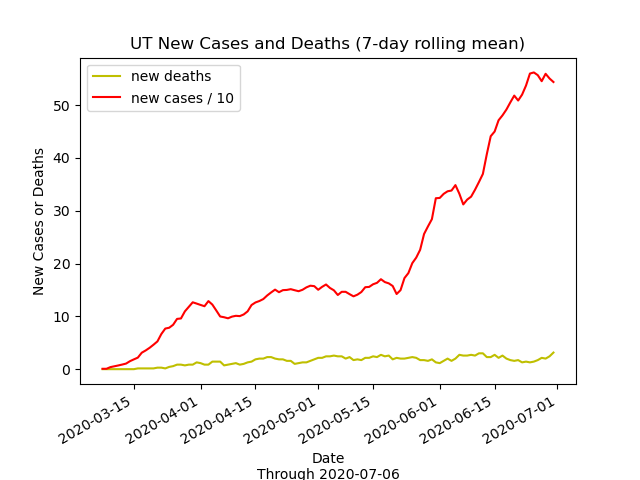 UT New Cases and Deaths (7-day rolling mean)
new deaths
new cases / 10
New Cases or Deaths
50
40
30
20
10
0
2020-03-15
2020-04-01
2020-04-15
2020-05-01
2020-05-15
2020-06-01
2020-06-15
2020-07-01
Date
Through 2020-07-06